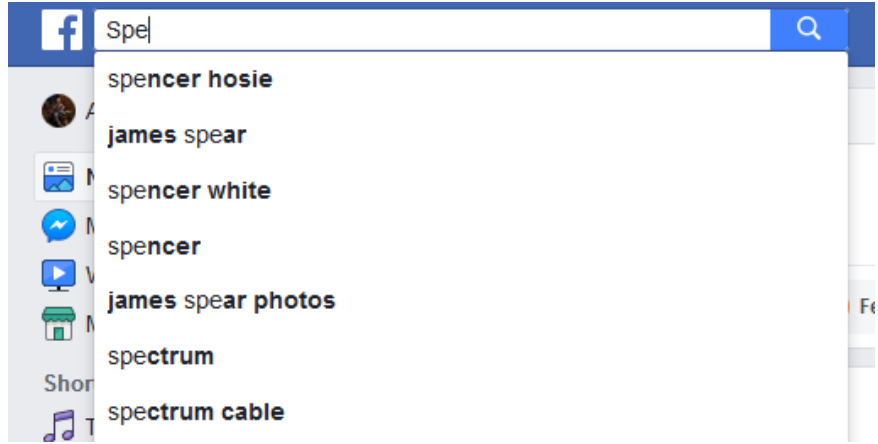 f
Spe
spencer hosie
james spear
spencer white
spencer
james spear photos
spectrum
spectrum cable